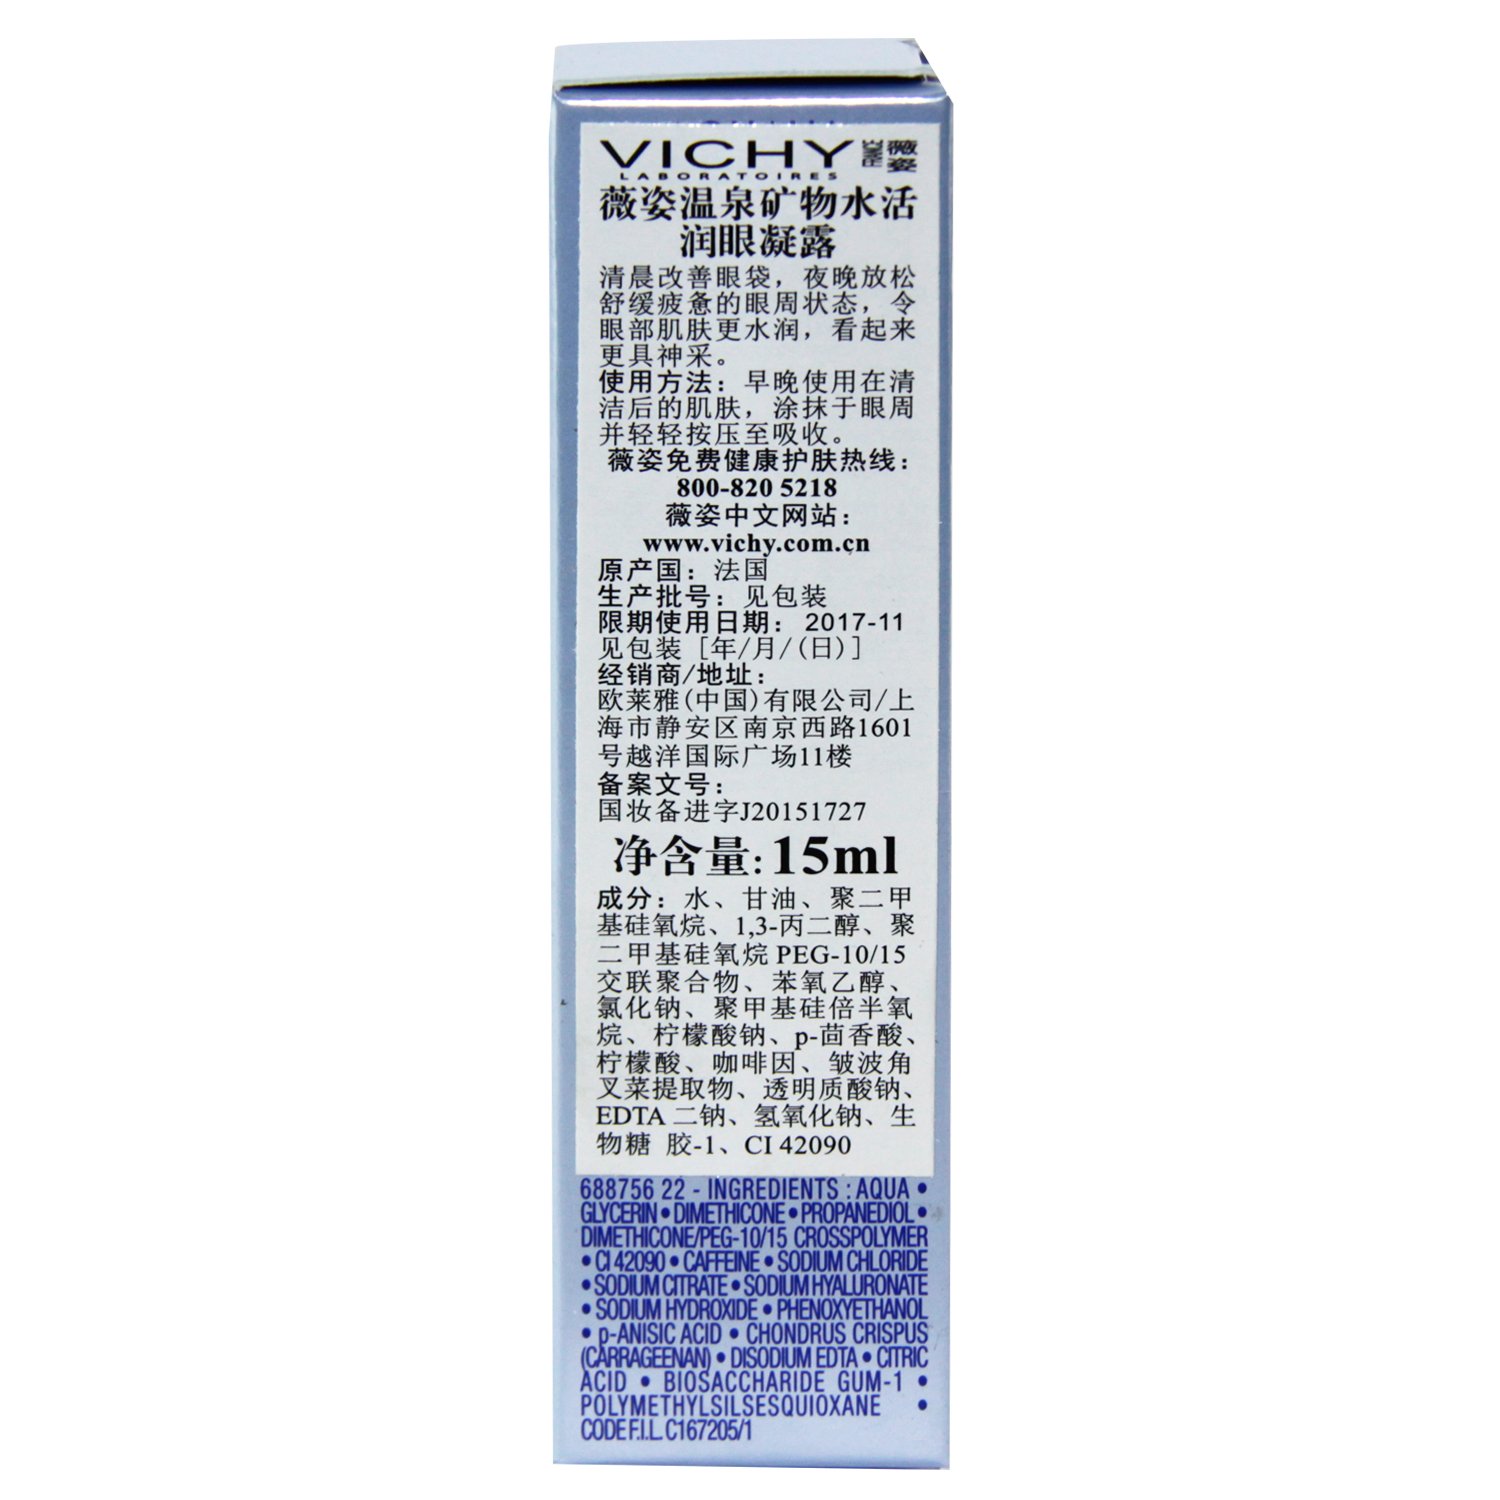 VICHY
LABORATOIRES
薇姿
薇姿温泉矿物水活
润眼凝露
清晨改善眼袋，夜晚放松
舒缓疲惫的眼周状态，令
眼部肌肤更水润，看起来
更具神采。
使用方法：早晚使用在清
洁后的肌肤，涂抹于眼周
并轻轻按压至吸收。
薇姿免费健康护肤热线：
800-820 5218
薇姿中文网站：
www.vichy.com.cn
原产国：法国
生产批号：见包装
限期使用日期：2017-11
见包装［年/月/(日)］
经销商/地址：
欧莱雅(中国)有限公司/上
海市静安区南京西路1601
号越洋国际广场11楼
备案文号：
国妆备进字J20151727
净含量：15ml
成分：水、甘油、聚二甲
基硅氧烷、1,3-丙二醇、聚
二甲基硅氧烷 PEG-10/15
交联聚合物、苯氧乙醇、
氯化钠、聚甲基硅倍半氧
烷、柠檬酸钠、p-茴香酸、
柠檬酸、咖啡因、皱波角
叉菜提取物、透明质酸钠、
EDTA 二钠、氢氧化钠、生
物糖 胶-1、CI 42090
688756 22 - INGREDIENTS : AQUA •
GLYCERIN • DIMETHICONE • PROPANEDIOL •
DIMETHICONE/PEG-10/15 CROSSPOLYMER
• CI 42090 • CAFFEINE • SODIUM CHLORIDE
• SODIUM CITRATE • SODIUM HYALURONATE
• SODIUM HYDROXIDE • PHENOXYETHANOL
• p-ANISIC ACID • CHONDRUS CRISPUS
(CARRAGEENAN) • DISODIUM EDTA • CITRIC
ACID • BIOSACCHARIDE GUM-1 •
POLYMETHYLSILSESQUIOXANE •
CODE F.I.L. C167205/1